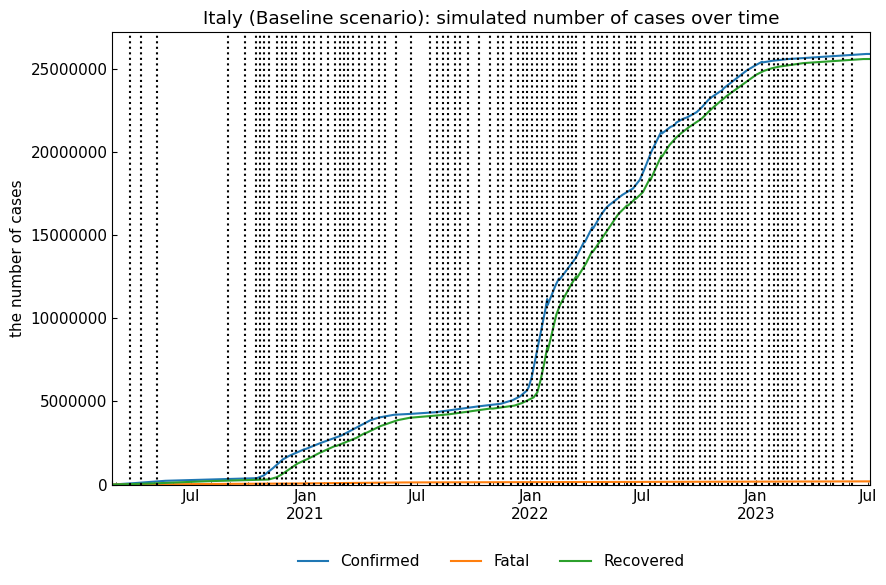 Italy (Baseline scenario): simulated number of cases over time
the number of cases
25000000
20000000
15000000
10000000
5000000
0
Jul Jan Jul Jan Jul Jan Jul
2021 2022 2023
Confirmed Fatal Recovered